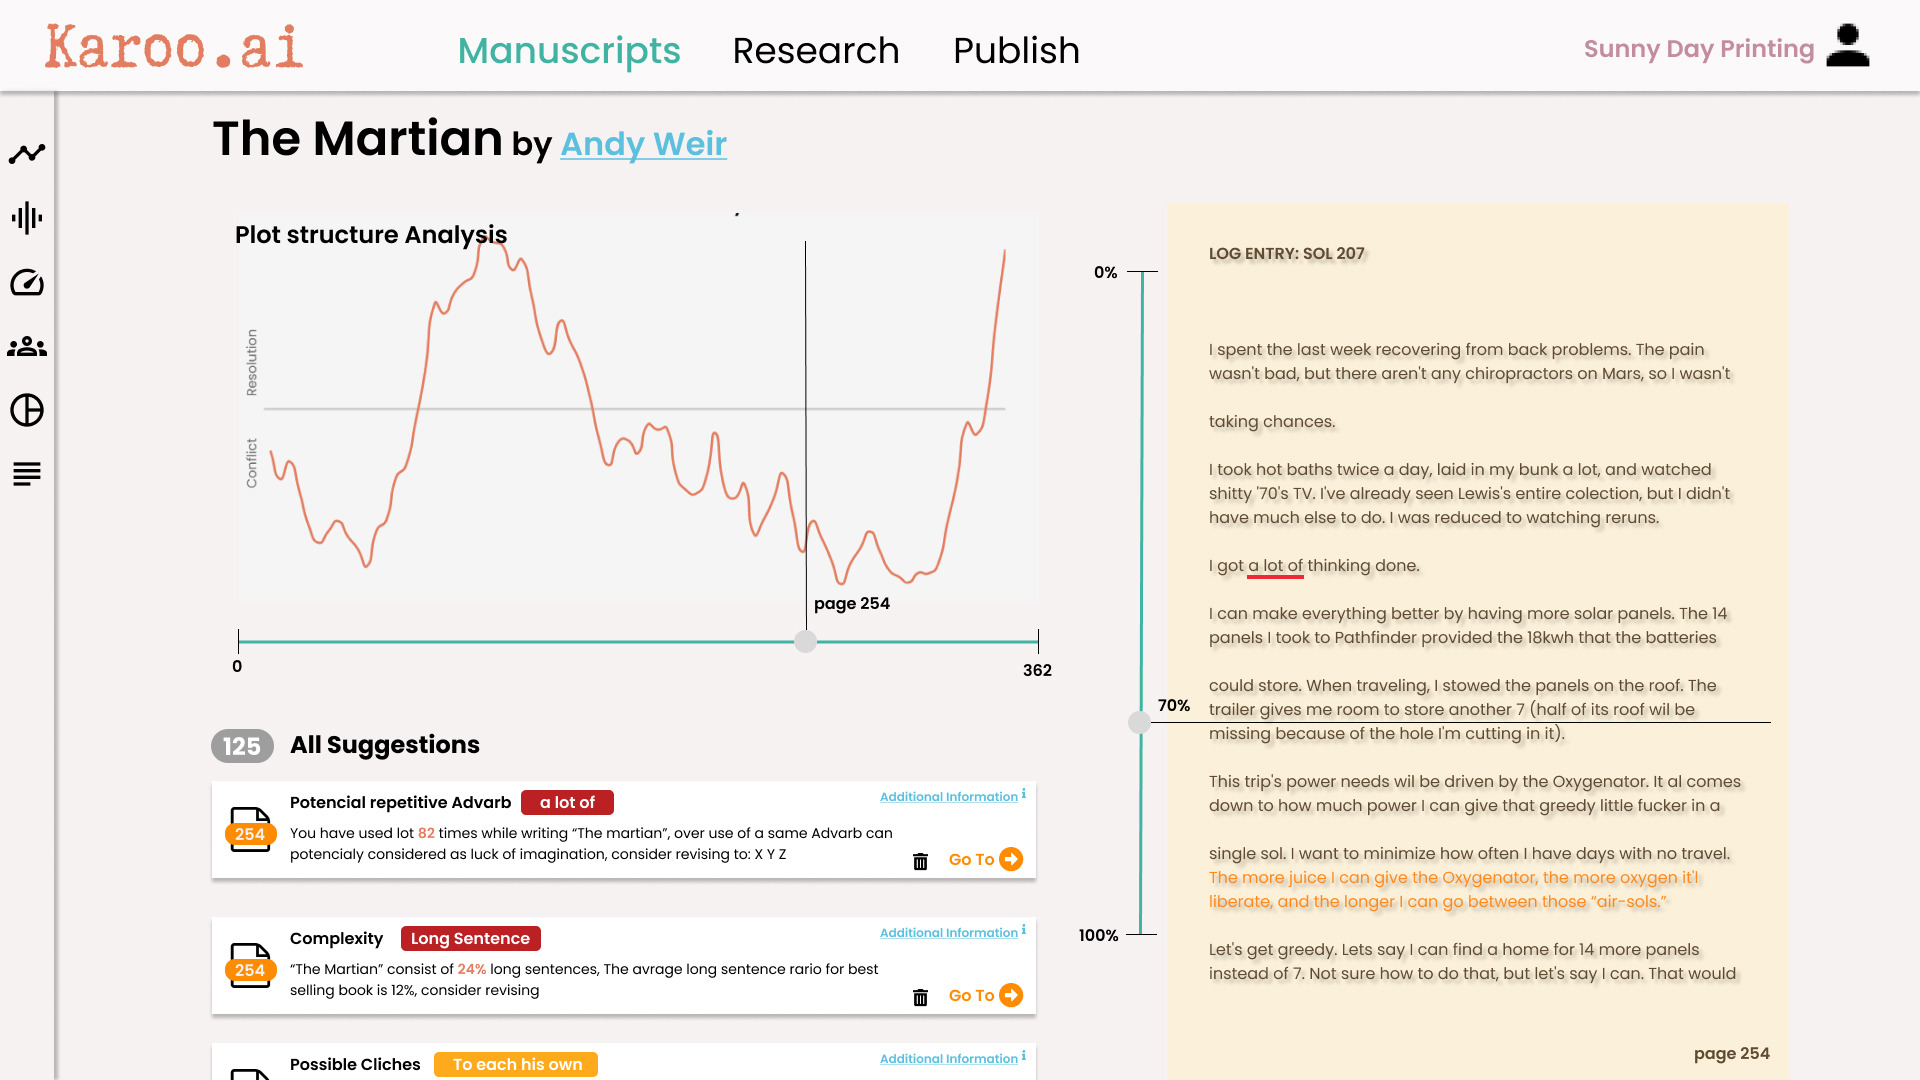 Karoo.ai
Manuscripts
Research
Publish
Sunny Day Printing
The Martian by Andy Weir
Plot structure Analysis
Resolution
Conflict
page 254
0
362
125
All Suggestions
Potencial repetitive Advarb
a lot of
Additional Information i
254
You have used lot 82 times while writing “The martian”, over use of a same Advarb can
potencialy considered as luck of imagination, consider revising to: X Y Z
Go To
Complexity
Long Sentence
Additional Information i
254
“The Martian” consist of 24% long sentences, The avrage long sentence rario for best
selling book is 12%, consider revising
Go To
Possible Cliches
To each his own
Additional Information i
0%
70%
100%
LOG ENTRY: SOL 207
I spent the last week recovering from back problems. The pain
wasn't bad, but there aren't any chiropractors on Mars, so I wasn't
taking chances.
I took hot baths twice a day, laid in my bunk a lot, and watched
shitty '70's TV. I've already seen Lewis's entire colection, but I didn't
have much else to do. I was reduced to watching reruns.
I got a lot of thinking done.
I can make everything better by having more solar panels. The 14
panels I took to Pathfinder provided the 18kwh that the batteries
could store. When traveling, I stowed the panels on the roof. The
trailer gives me room to store another 7 (half of its roof wil be
missing because of the hole I'm cutting in it).
This trip's power needs wil be driven by the Oxygenator. It al comes
down to how much power I can give that greedy little fucker in a
single sol. I want to minimize how often I have days with no travel.
The more juice I can give the Oxygenator, the more oxygen it'l
liberate, and the longer I can go between those “air-sols.”
Let's get greedy. Lets say I can find a home for 14 more panels
instead of 7. Not sure how to do that, but let's say I can. That would
page 254